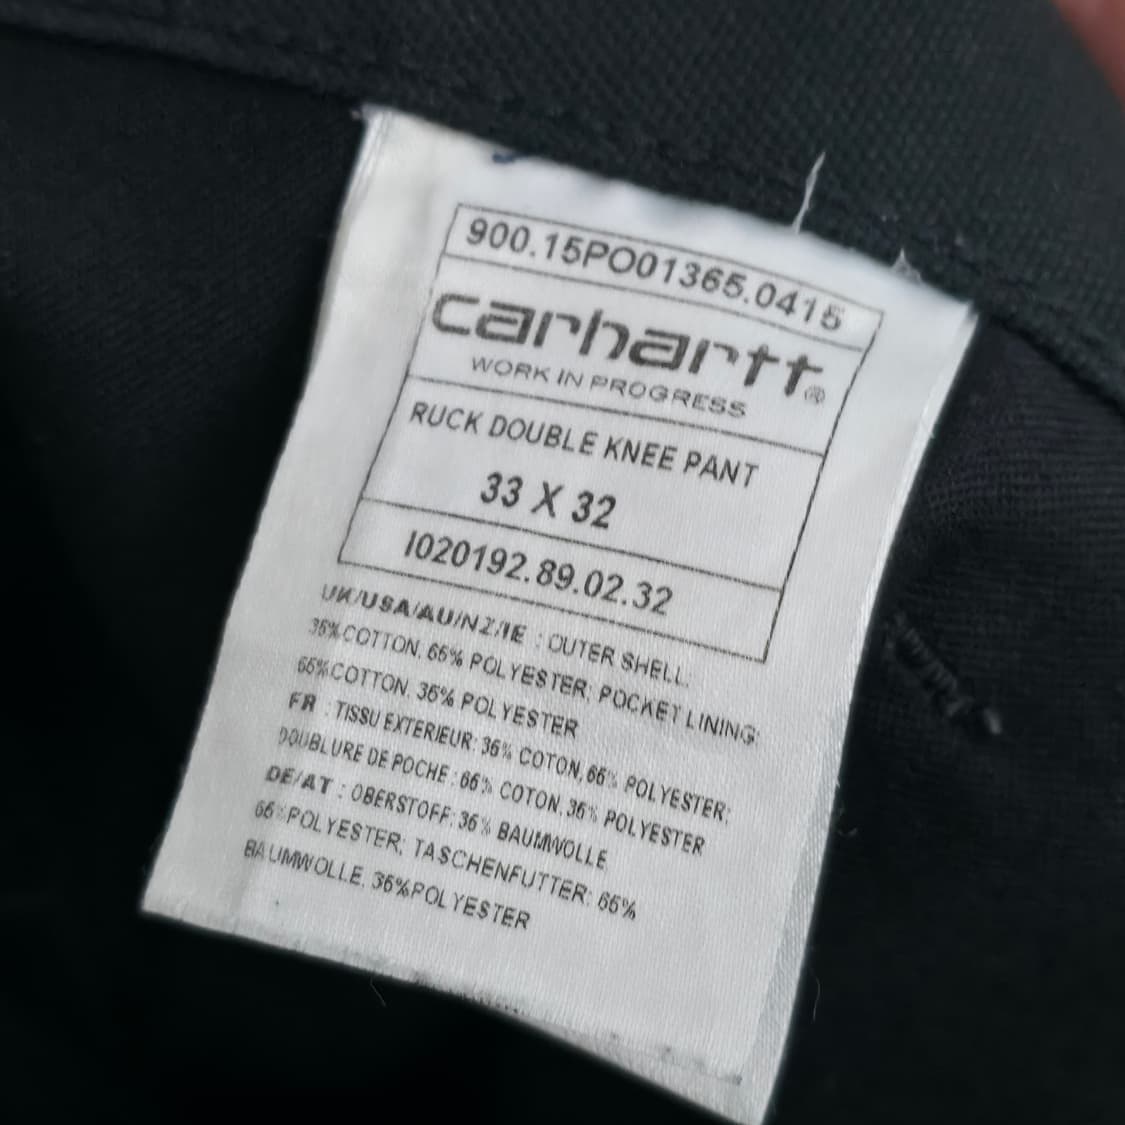 900.15PO01365.0415
carhartt®
WORK IN PROGRESS
RUCK DOUBLE KNEE PANT
33 X 32
I020192.89.02.32
UK/USA/AU/NZ/IE : OUTER SHELL:
35%COTTON, 65% POLYESTER; POCKET LINING:
65%COTTON, 35% POLYESTER
FR : TISSU EXTERIEUR: 35% COTON, 65% POLYESTER;
DOUBLURE DE POCHE : 65% COTON, 35% POLYESTER
DE/AT : OBERSTOFF: 35% BAUMWOLLE,
65%POLYESTER; TASCHENFUTTER: 65%
BAUMWOLLE, 35%POLYESTER